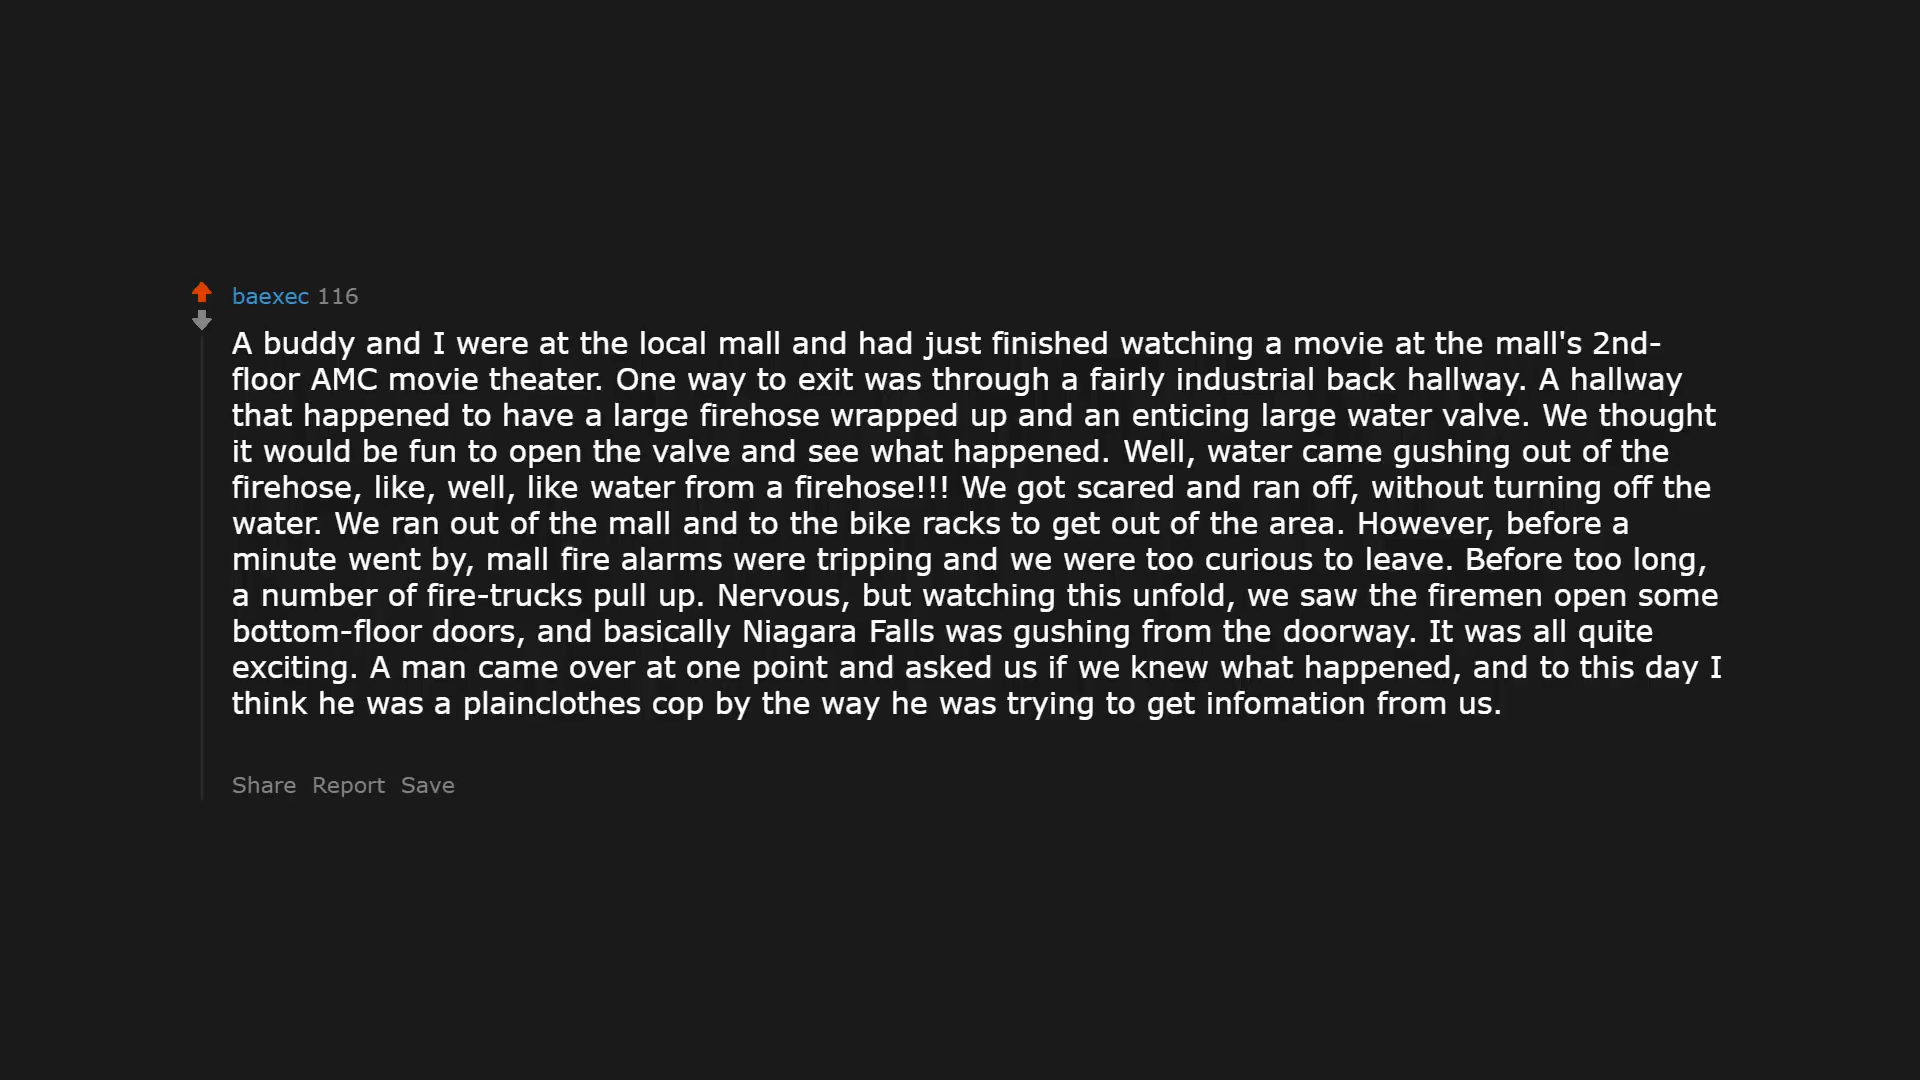 baexec 116
A buddy and I were at the local mall and had just finished watching a movie at the mall's 2nd-
floor AMC movie theater. One way to exit was through a fairly industrial back hallway. A hallway
that happened to have a large firehose wrapped up and an enticing large water valve. We thought
it would be fun to open the valve and see what happened. Well, water came gushing out of the
firehose, like, well, like water from a firehose!!! We got scared and ran off, without turning off the
water. We ran out of the mall and to the bike racks to get out of the area. However, before a
minute went by, mall fire alarms were tripping and we were too curious to leave. Before too long,
a number of fire-trucks pull up. Nervous, but watching this unfold, we saw the firemen open some
bottom-floor doors, and basically Niagara Falls was gushing from the doorway. It was all quite
exciting. A man came over at one point and asked us if we knew what happened, and to this day I
think he was a plainclothes cop by the way he was trying to get infomation from us.
Share Report Save